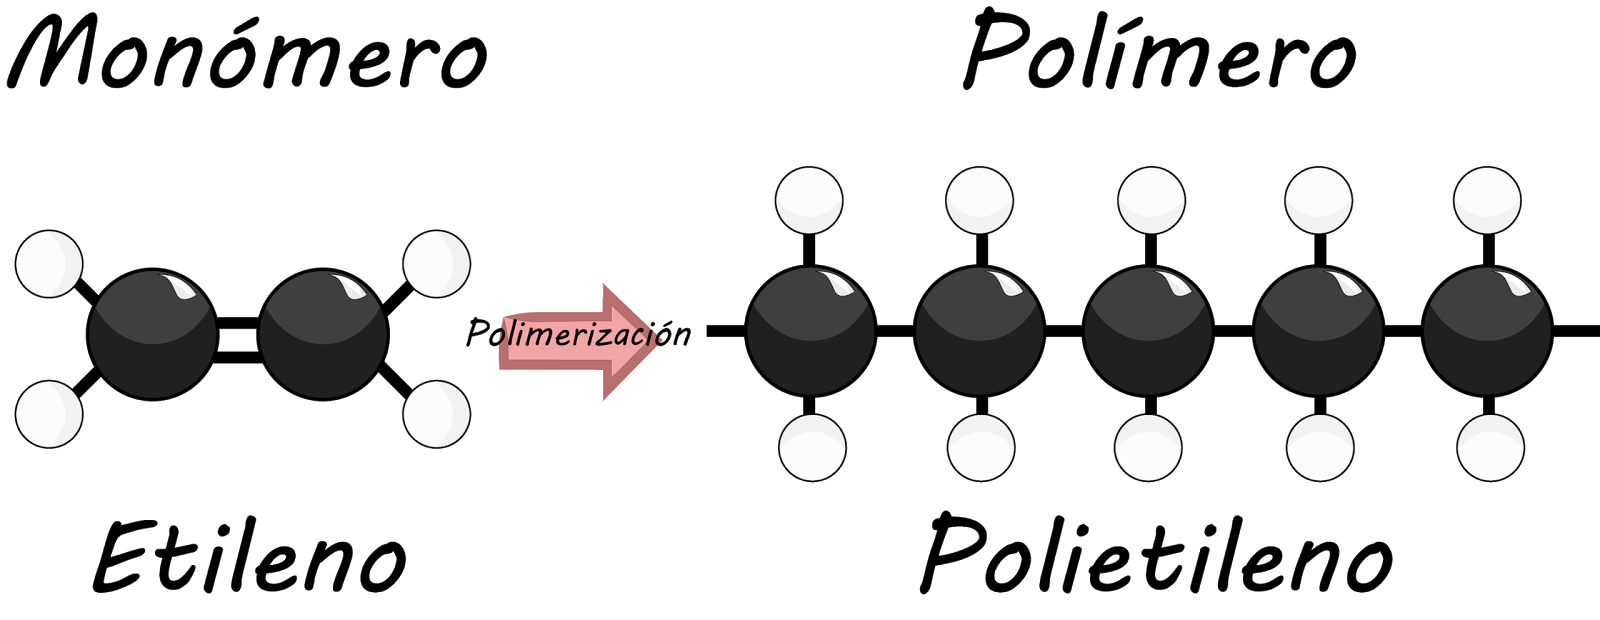 Monómero
Polímero
Polimerización
Etileno
Polietileno